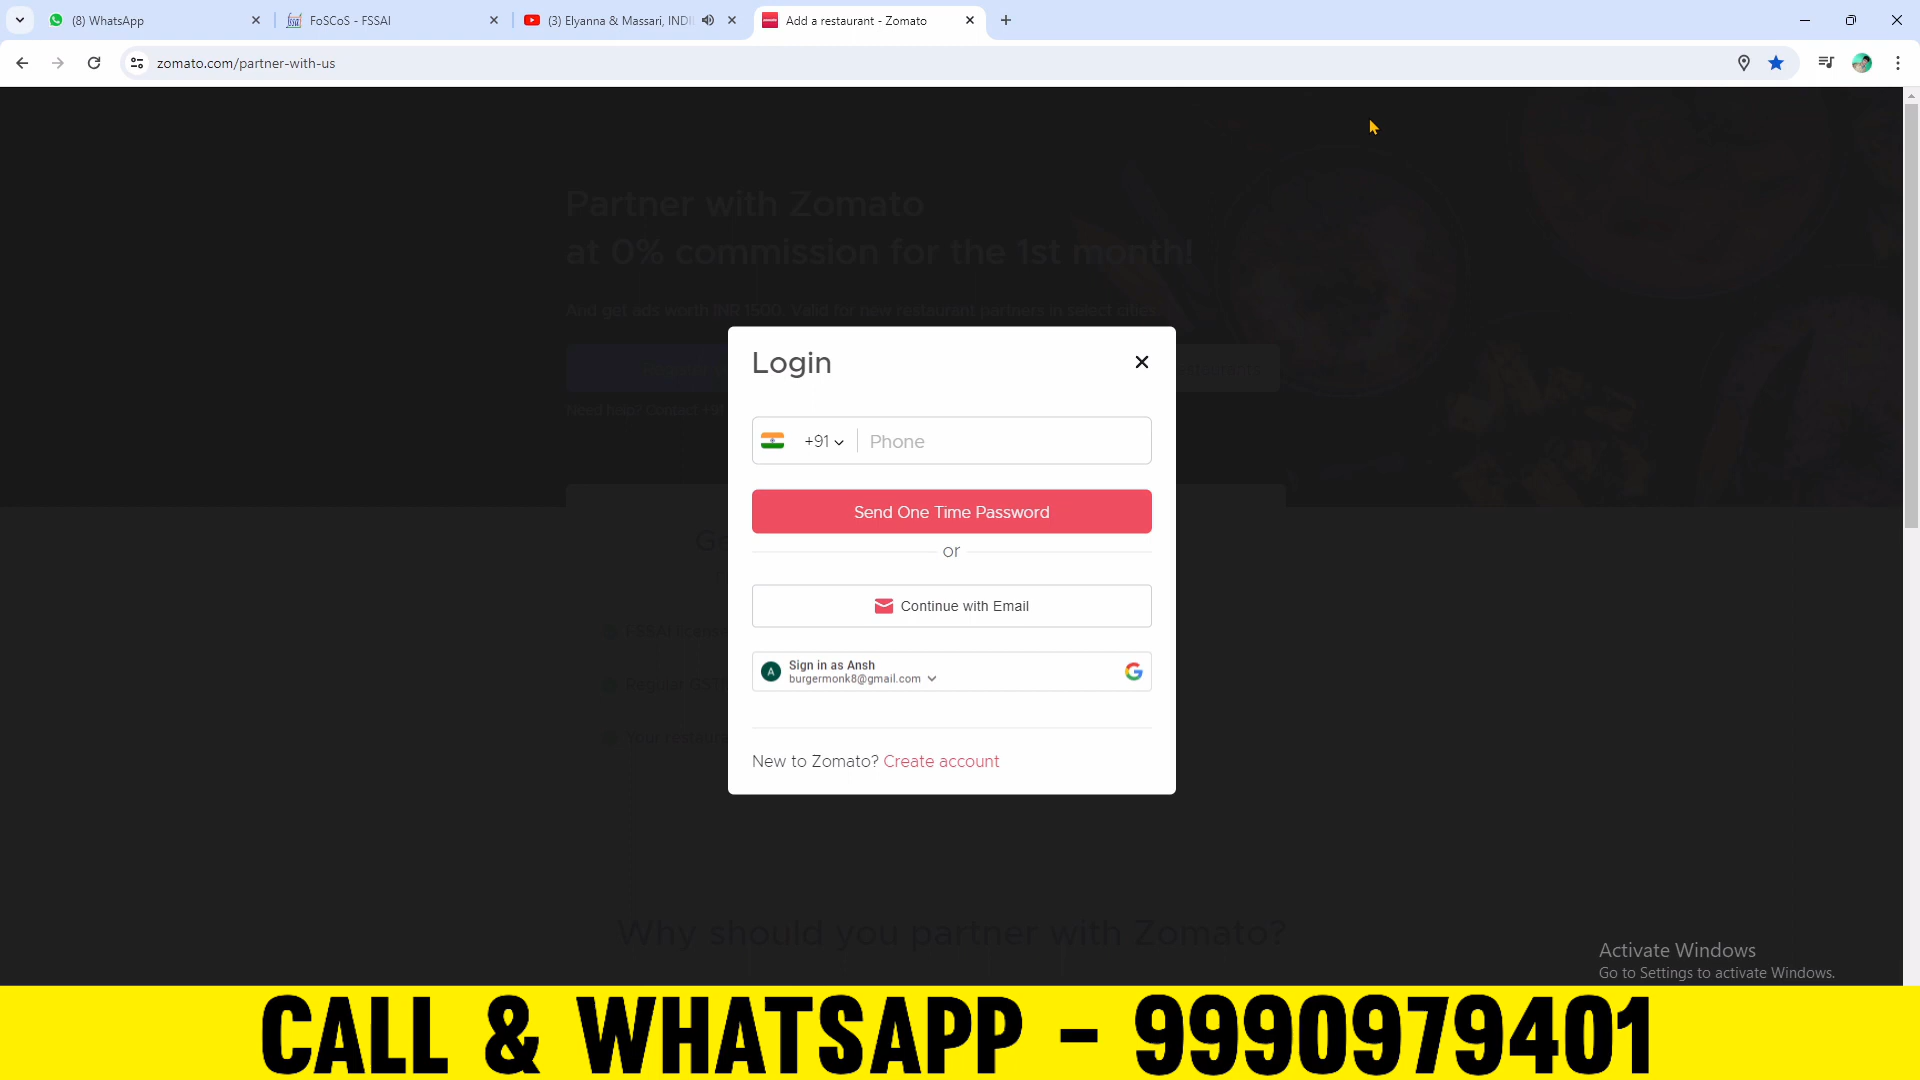 (8) WhatsApp
FoSCoS - FSSAI
(3) Elyanna & Massari, INDI
Add a restaurant - Zomato
zomato.com/partner-with-us
Partner with Zomato
at 0% commission for the 1st month!
And get ads worth INR 1500. Valid for new restaurant partners in select cities.
Login
Need help? Contact +91
+91
Phone
Send One Time Password
or
Continue with Email
A
Sign in as Ansh
burgermonk8@gmail.com
New to Zomato? Create account
Why should you partner with Zomato?
Activate Windows
Go to Settings to activate Windows.
CALL & WHATSAPP - 9990979401